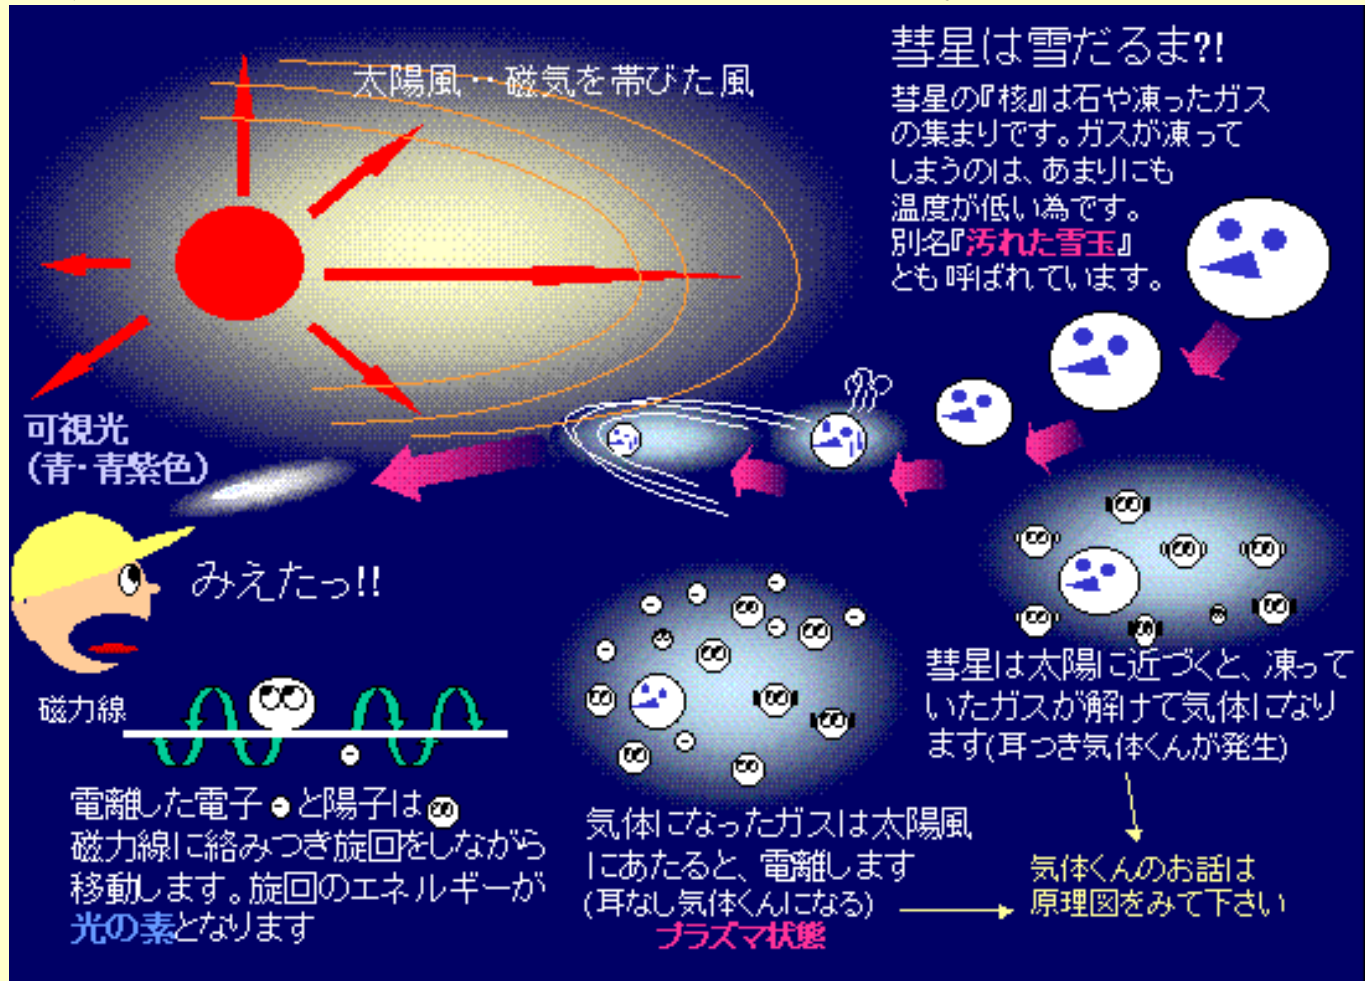 彗星は雪だるま?!
彗星の『核』は石や凍ったガス
の集まりです。ガスが凍って
しまうのは、あまりにも
温度が低い為です。
別名『汚れた雪玉』
とも呼ばれています。
太陽風‥磁気を帯びた風
可視光
(青・青紫色)
みえたっ!!
彗星は太陽に近づくと、凍って
いたガスが解けて気体になり
ます(耳つき気体くんが発生)
気体になったガスは太陽風
にあたると、電離します
(耳なし気体くんになる)
プラズマ状態
気体くんのお話は
原理図をみて下さい
磁力線
電離した電子と陽子は
磁力線に絡みつき旋回をしながら
移動します。旋回のエネルギーが
光の素となります